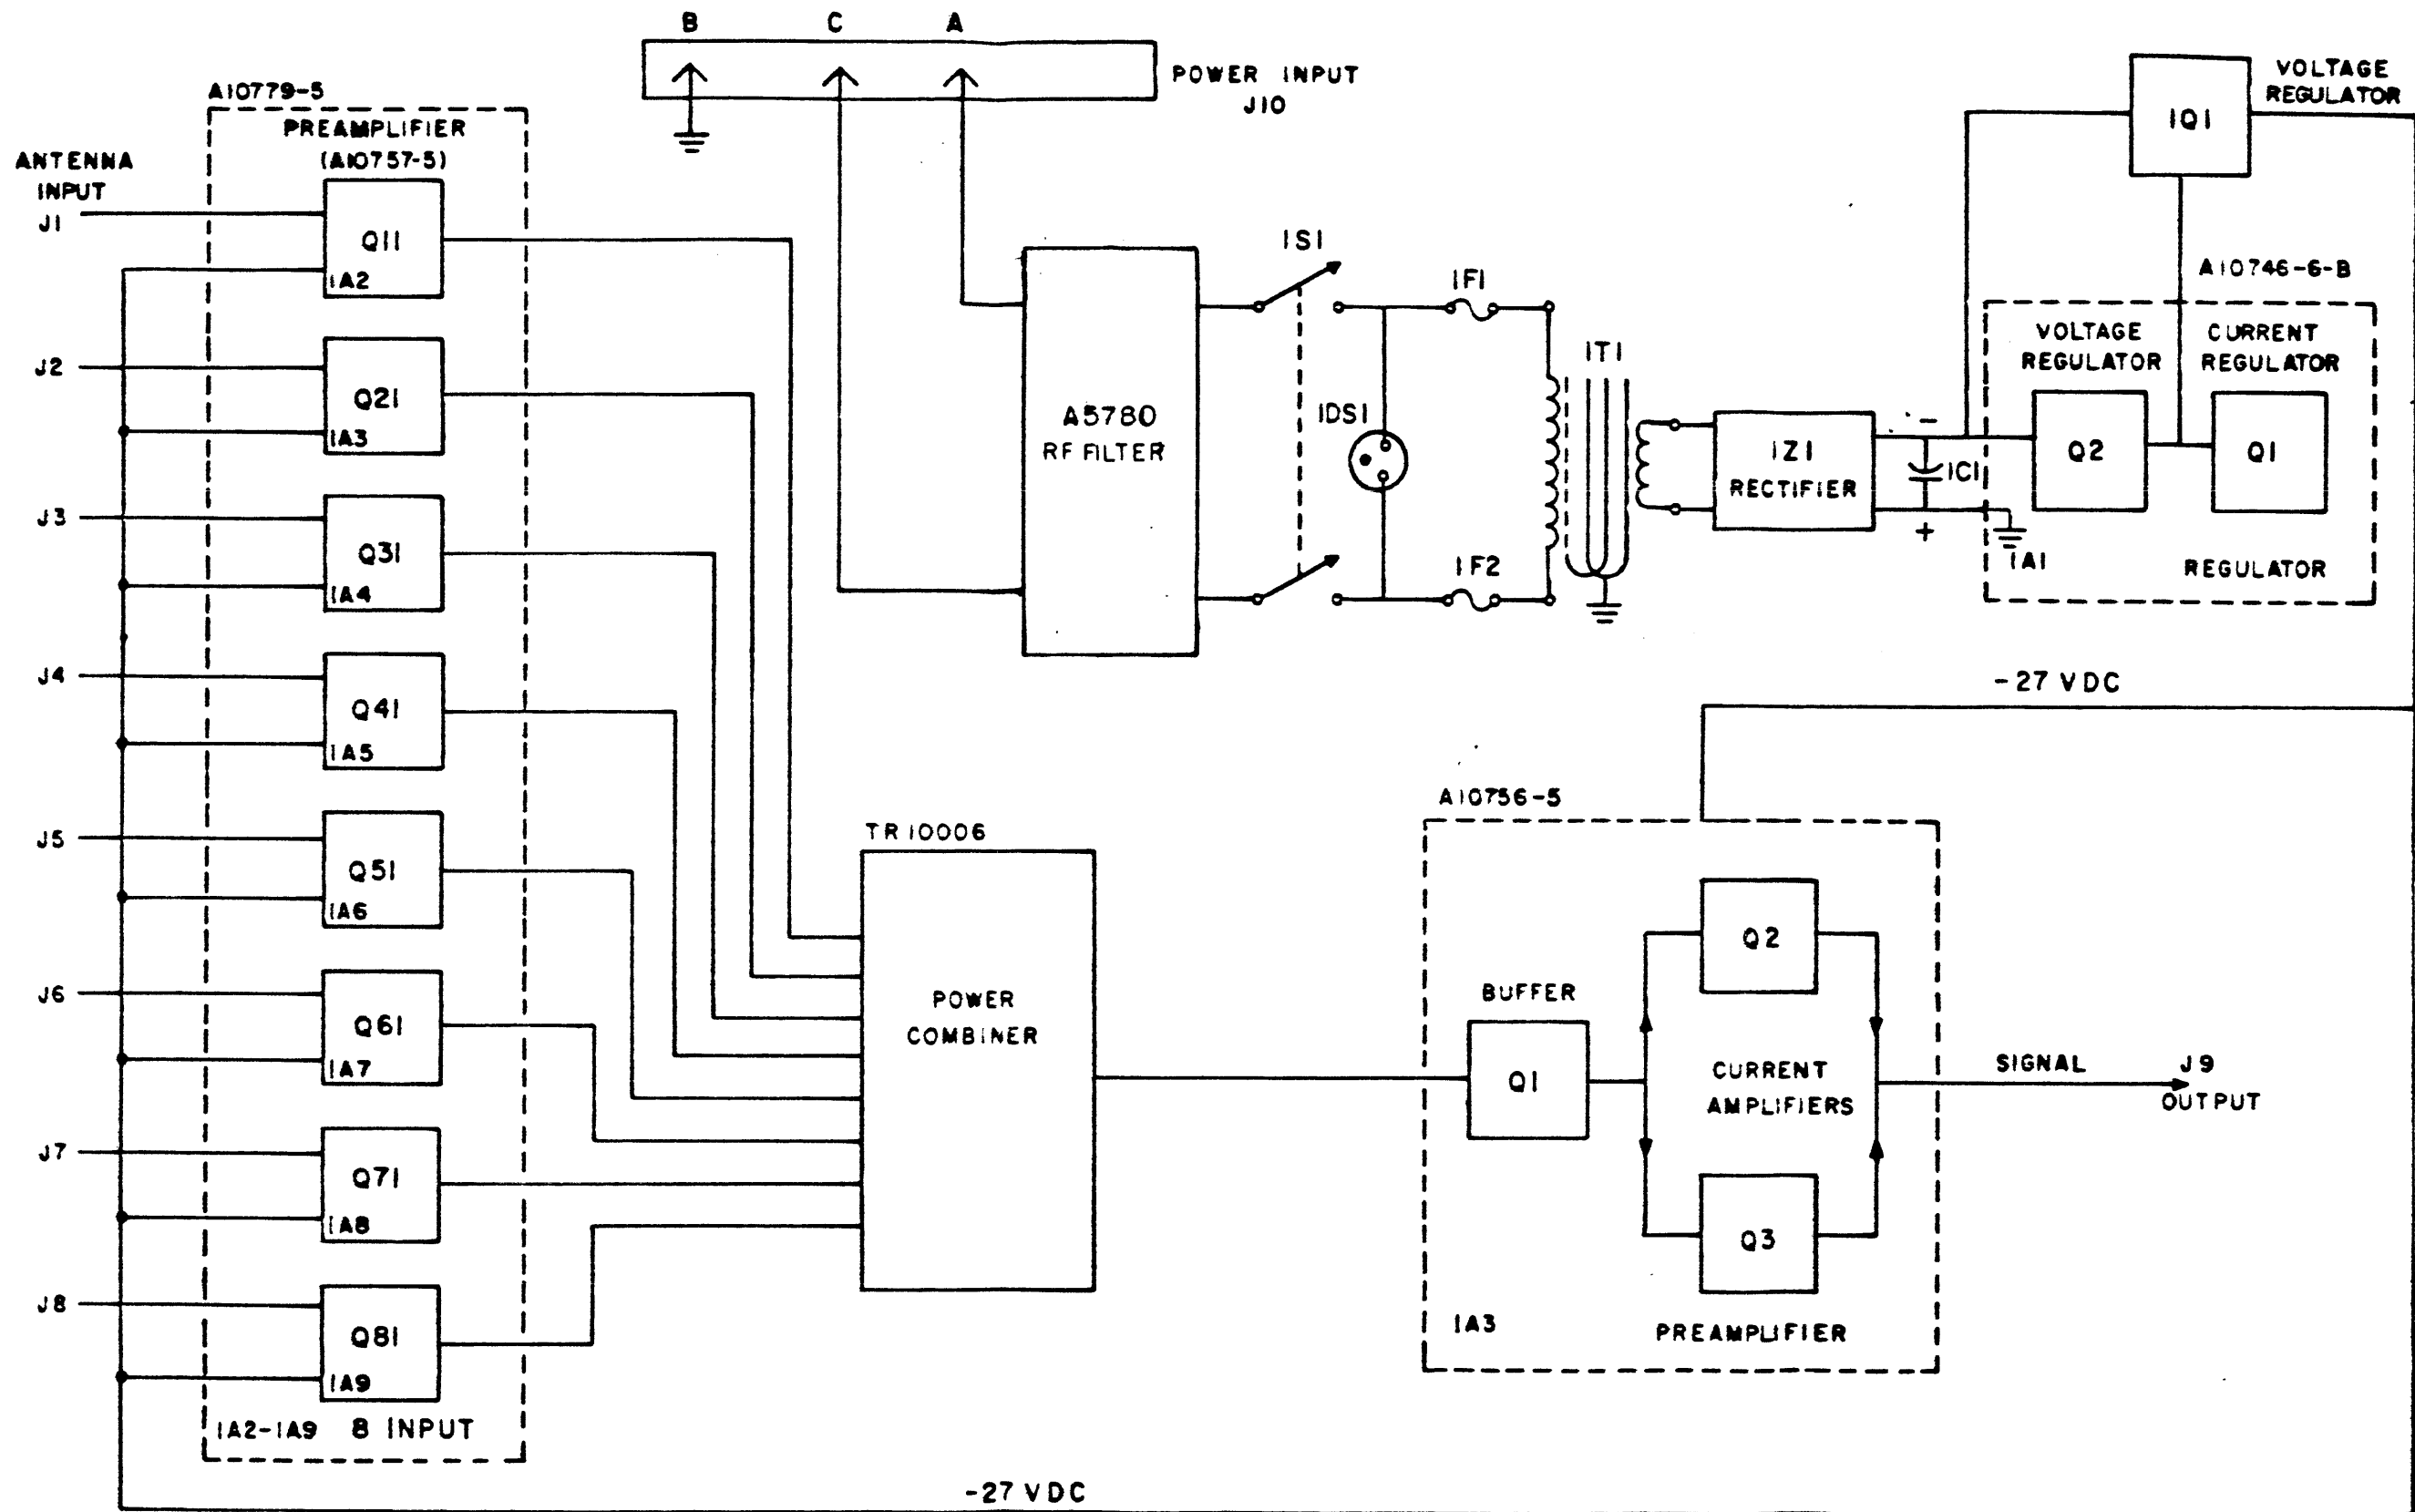 B C A
POWER INPUT
J10
VOLTAGE
REGULATOR
1Q1
A10779-5
PREAMPLIFIER
(A10757-5)
ANTENNA
INPUT
J1
Q11
1A2
J2
Q21
1A3
J3
Q31
1A4
J4
Q41
1A5
J5
Q51
1A6
J6
Q61
1A7
J7
Q71
1A8
J8
Q81
1A9
1A2-1A9 8 INPUT
A5780
RF FILTER
1S1
1F1
1DS1
1F2
1T1
1Z1
RECTIFIER
-
1C1
+
A10746-6-B
VOLTAGE
REGULATOR
CURRENT
REGULATOR
Q2
Q1
1A1
REGULATOR
-27 VDC
TR10006
POWER
COMBINER
A10756-5
BUFFER
Q1
Q2
CURRENT
AMPLIFIERS
Q3
1A3
PREAMPLIFIER
SIGNAL
J9
OUTPUT
-27 VDC